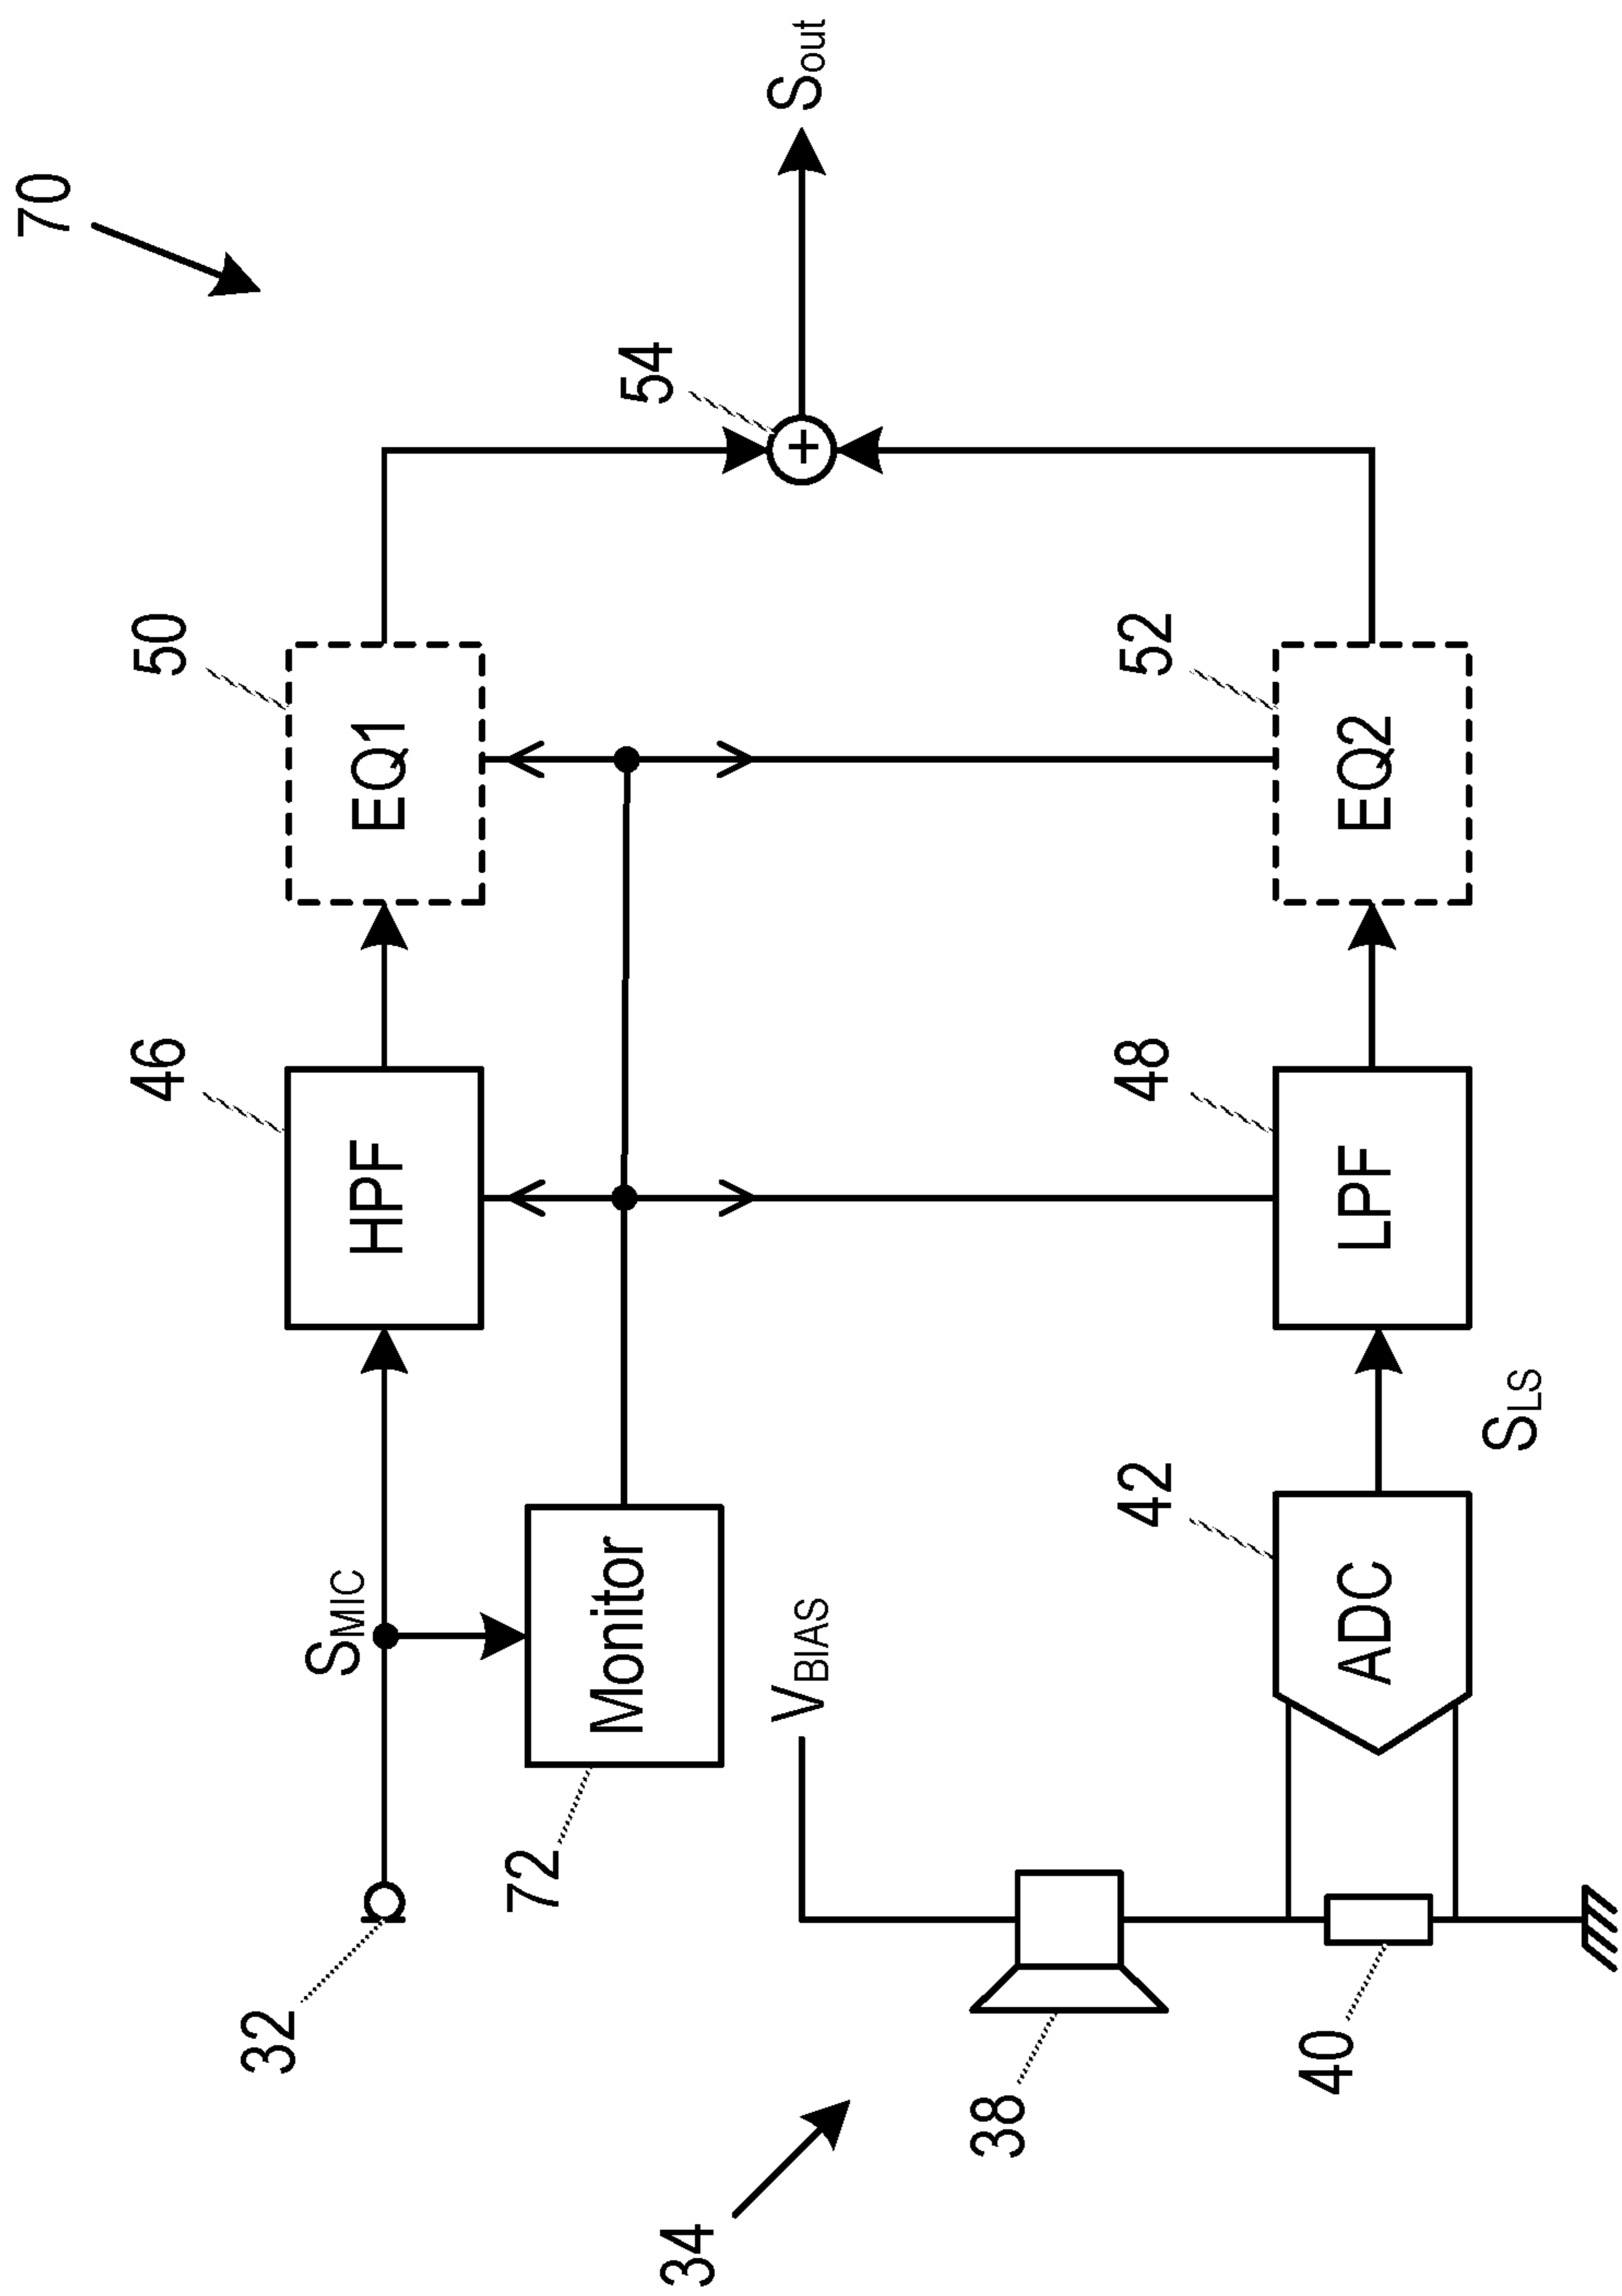 70
50
46
54
Sout
EQ1
HPF
SMIC
32
Monitor
72
VBIAS
34
38
52
48
42
EQ2
LPF
ADC
SLS
40
+